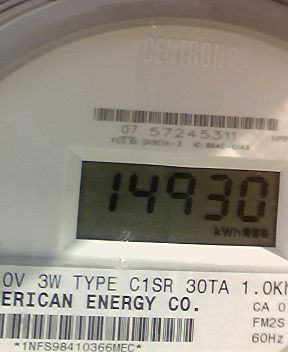 CENTRON®
07 57245311
14930
kWh
0V 3W TYPE C1SR 30TA 1.0Kh
ERICAN ENERGY CO.
CA 0
FM2S
60Hz
*1NFS98410366MEC*